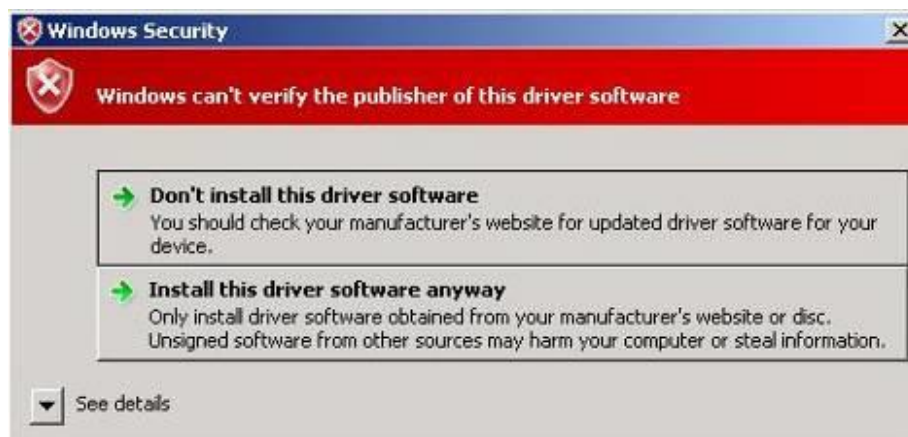 Windows Security
Windows can't verify the publisher of this driver software
Don't install this driver software
You should check your manufacturer's website for updated driver software for your
device.
Install this driver software anyway
Only install driver software obtained from your manufacturer's website or disc.
Unsigned software from other sources may harm your computer or steal information.
See details